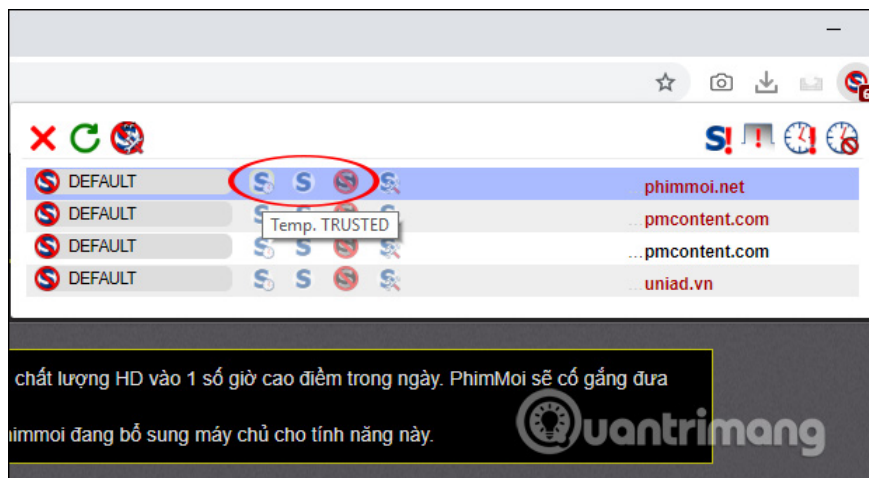 DEFAULT phimmoi.net
DEFAULT ... pmcontent.com
Temp. TRUSTED
DEFAULT ...pmcontent.com
DEFAULT ... uniad.vn
chất lượng HD vào 1 số giờ cao điểm trong ngày. PhimMoi sẽ cố gắng đưa
immoi đang bổ sung máy chủ cho tính năng này.
Quantrimang